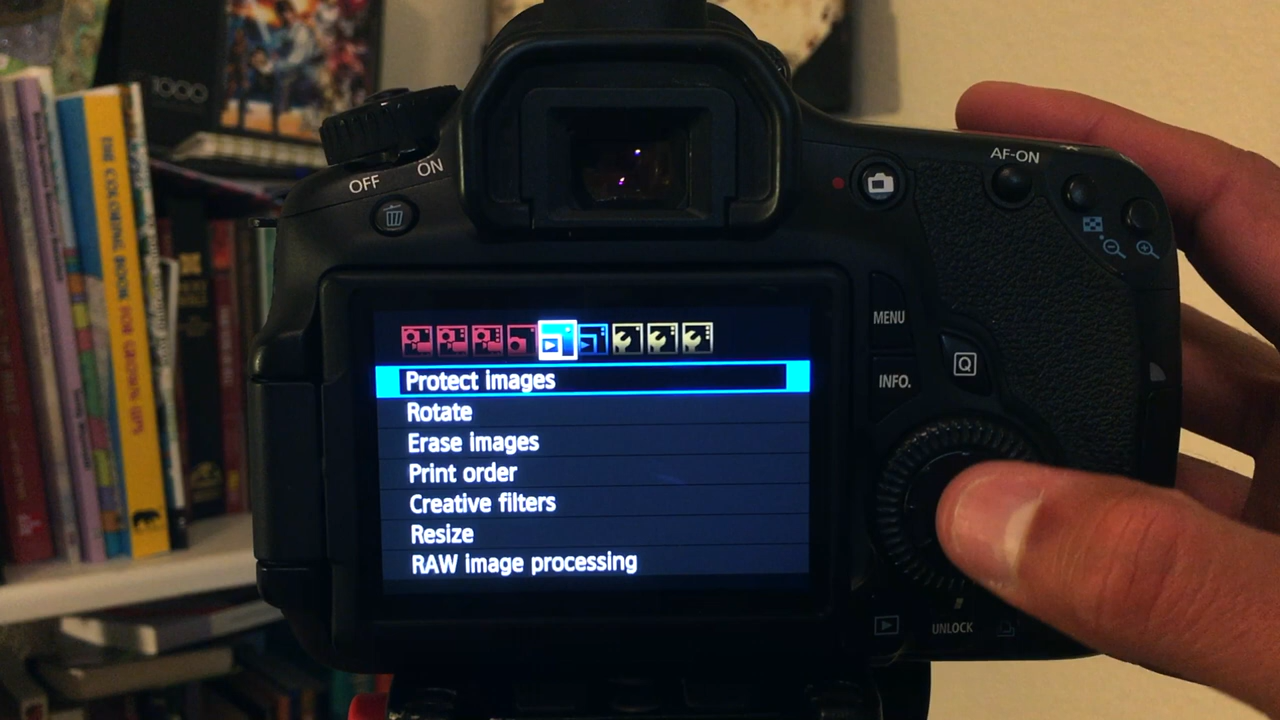 1000
THE COLORING BOOK FOR GROWN-UPS
OFF
ON
AF-ON
MENU
INFO.
Q
UNLOCK
Protect images
Rotate
Erase images
Print order
Creative filters
Resize
RAW image processing